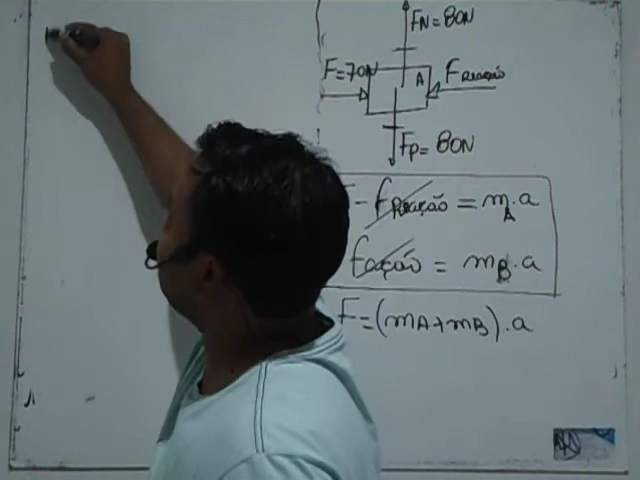 FN=80N
F=70N
A
FReação
Fp=80N
- fReação = mA.a
fação = mB.a
F=(mA+mB).a